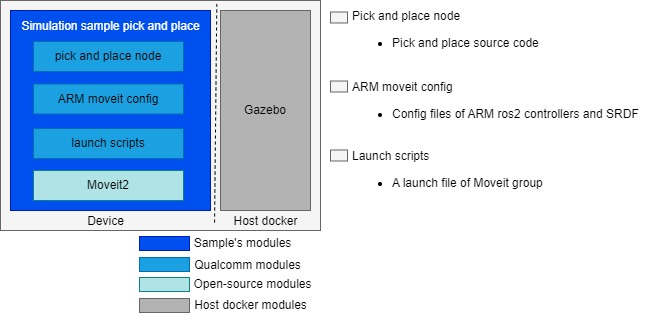 Simulation sample pick and place
pick and place node
ARM moveit config
launch scripts
Moveit2
Device
Gazebo
Host docker
Pick and place node
• Pick and place source code
ARM moveit config
• Config files of ARM ros2 controllers and SRDF
Launch scripts
• A launch file of Moveit group
Sample's modules
Qualcomm modules
Open-source modules
Host docker modules